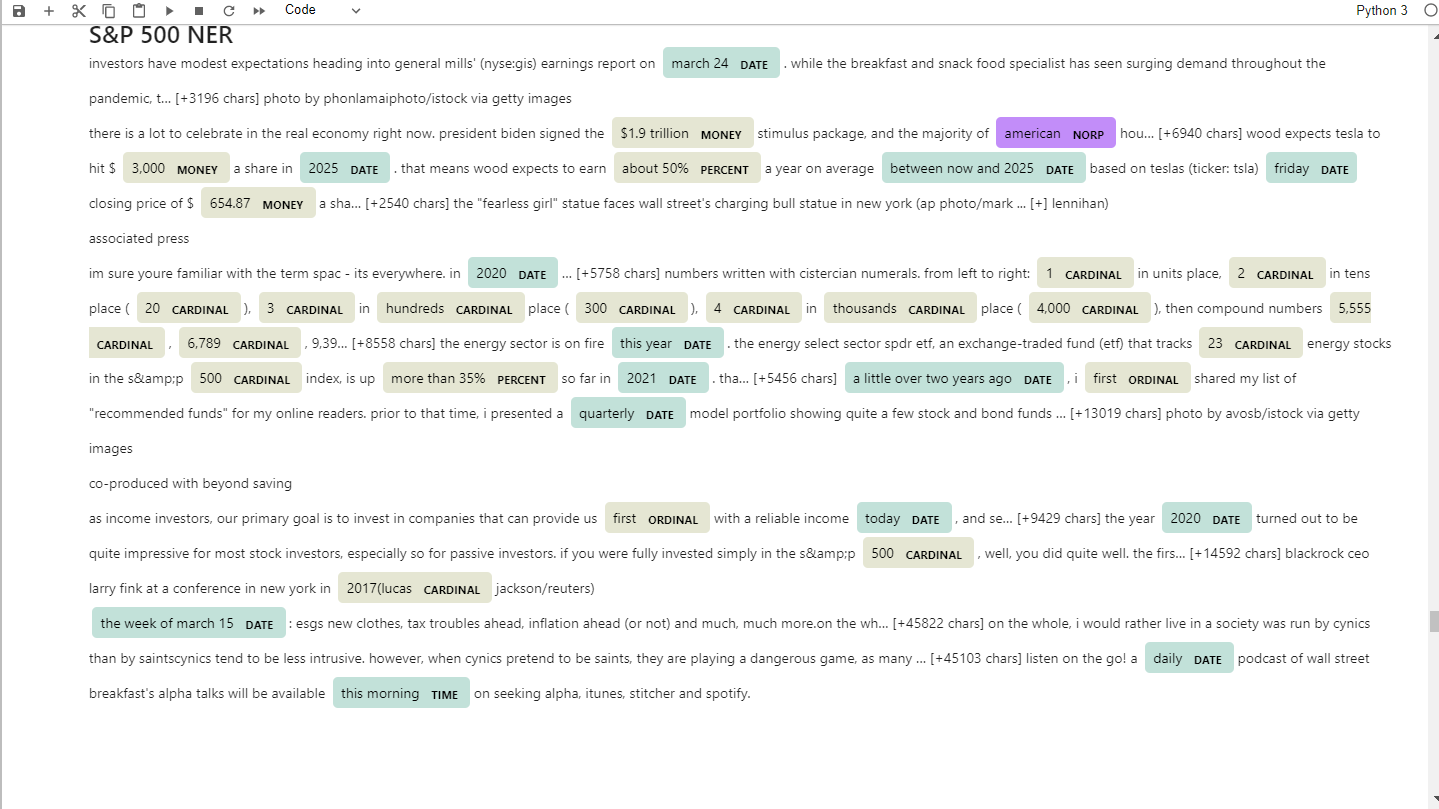 Code
Python 3
S&P 500 NER
investors have modest expectations heading into general mills' (nyse:gis) earnings report on march 24 DATE . while the breakfast and snack food specialist has seen surging demand throughout the
pandemic, t... [+3196 chars] photo by phonlamaiphoto/istock via getty images
there is a lot to celebrate in the real economy right now. president biden signed the $1.9 trillion MONEY stimulus package, and the majority of american NORP hou... [+6940 chars] wood expects tesla to
hit $ 3,000 MONEY a share in 2025 DATE . that means wood expects to earn about 50% PERCENT a year on average between now and 2025 DATE based on teslas (ticker: tsla) friday DATE
closing price of $ 654.87 MONEY a sha... [+2540 chars] the "fearless girl" statue faces wall street's charging bull statue in new york (ap photo/mark ... [+] lennihan)
associated press
im sure youre familiar with the term spac - its everywhere. in 2020 DATE ... [+5758 chars] numbers written with cistercian numerals. from left to right: 1 CARDINAL in units place, 2 CARDINAL in tens
place ( 20 CARDINAL ), 3 CARDINAL in hundreds CARDINAL place ( 300 CARDINAL ), 4 CARDINAL in thousands CARDINAL place ( 4,000 CARDINAL ), then compound numbers 5,555
CARDINAL , 6,789 CARDINAL , 9,39... [+8558 chars] the energy sector is on fire this year DATE . the energy select sector spdr etf, an exchange-traded fund (etf) that tracks 23 CARDINAL energy stocks
in the s&amp;p 500 CARDINAL index, is up more than 35% PERCENT so far in 2021 DATE . tha... [+5456 chars] a little over two years ago DATE , i first ORDINAL shared my list of
"recommended funds" for my online readers. prior to that time, i presented a quarterly DATE model portfolio showing quite a few stock and bond funds ... [+13019 chars] photo by avosb/istock via getty
images
co-produced with beyond saving
as income investors, our primary goal is to invest in companies that can provide us first ORDINAL with a reliable income today DATE , and se... [+9429 chars] the year 2020 DATE turned out to be
quite impressive for most stock investors, especially so for passive investors. if you were fully invested simply in the s&amp;p 500 CARDINAL , well, you did quite well. the firs... [+14592 chars] blackrock ceo
larry fink at a conference in new york in 2017(lucas CARDINAL jackson/reuters)
the week of march 15 DATE : esgs new clothes, tax troubles ahead, inflation ahead (or not) and much, much more.on the wh... [+45822 chars] on the whole, i would rather live in a society was run by cynics
than by saintscynics tend to be less intrusive. however, when cynics pretend to be saints, they are playing a dangerous game, as many ... [+45103 chars] listen on the go! a daily DATE podcast of wall street
breakfast's alpha talks will be available this morning TIME on seeking alpha, itunes, stitcher and spotify.